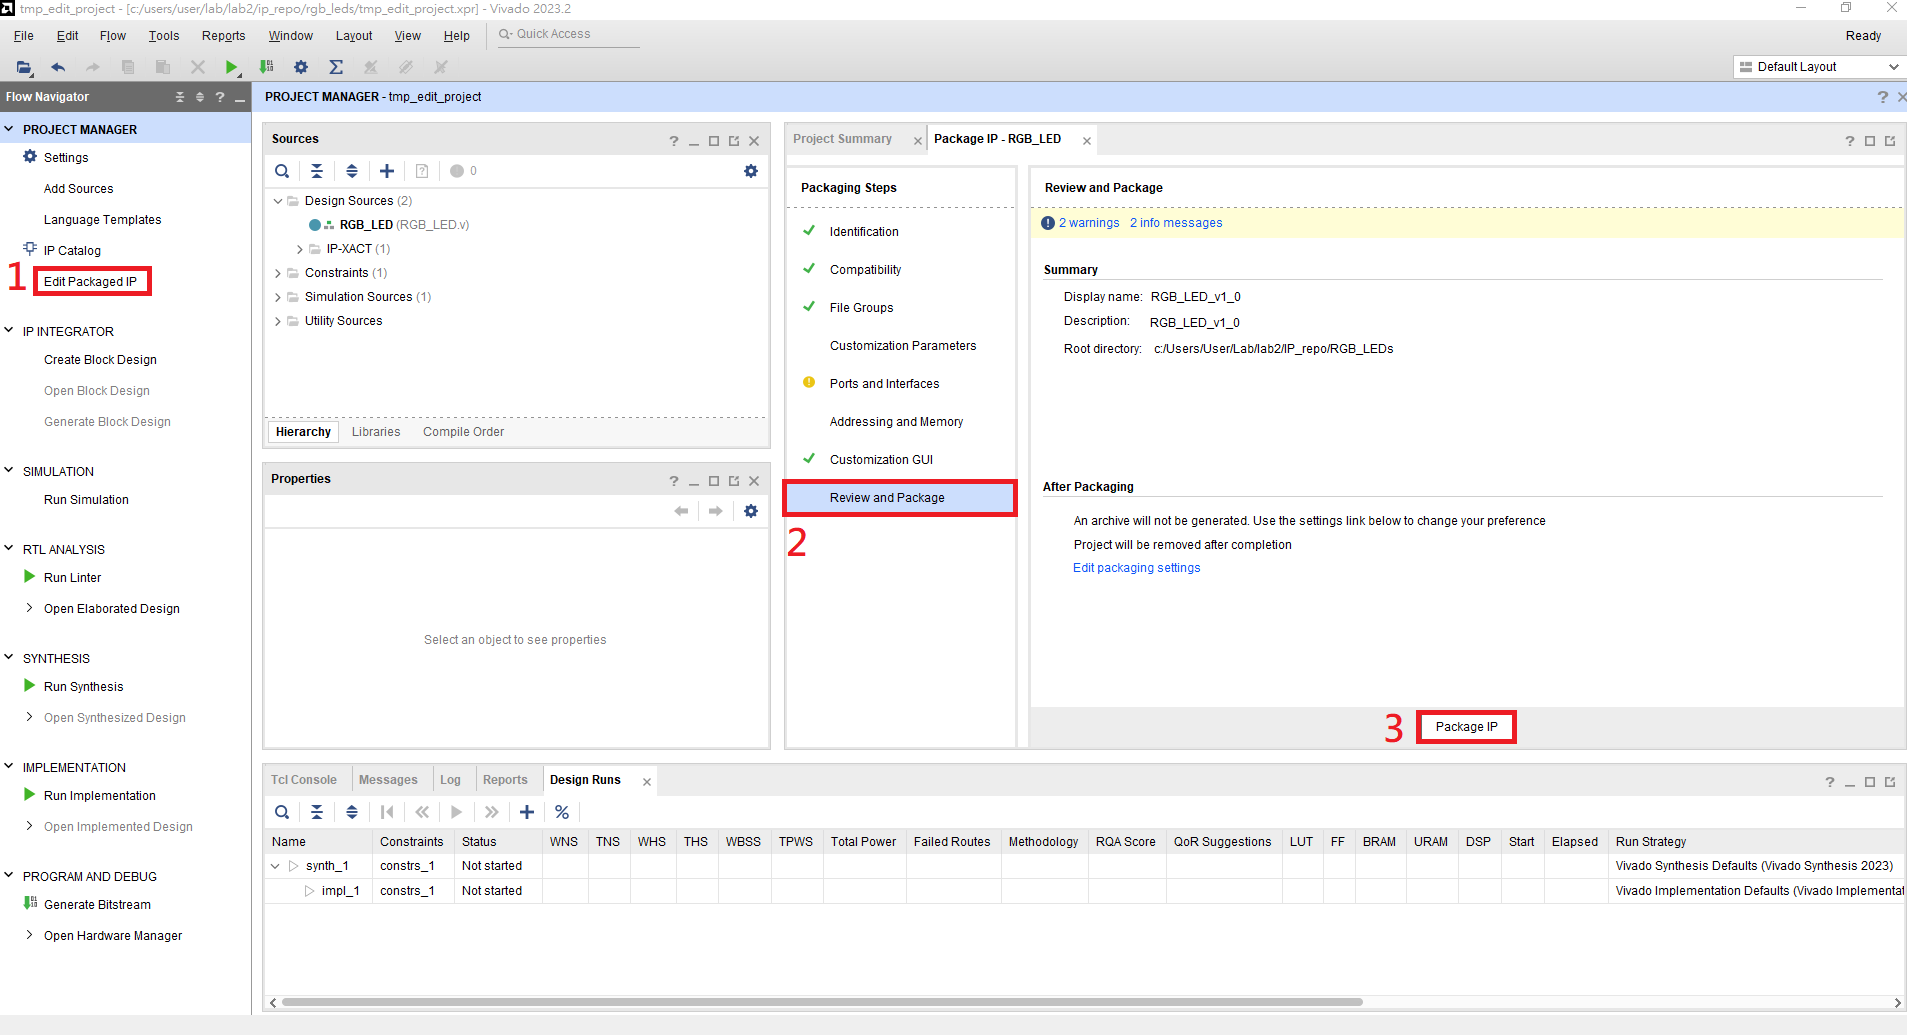 tmp_edit_project - [c:/users/user/lab/lab2/ip_repo/rgb_leds/tmp_edit_project.xpr] - Vivado 2023.2
File Edit Flow Tools Reports Window Layout View Help Quick Access Ready
Default Layout
Flow Navigator
PROJECT MANAGER
Settings
Add Sources
Language Templates
IP Catalog
1 Edit Packaged IP
IP INTEGRATOR
Create Block Design
Open Block Design
Generate Block Design
SIMULATION
Run Simulation
RTL ANALYSIS
Run Linter
Open Elaborated Design
SYNTHESIS
Run Synthesis
Open Synthesized Design
IMPLEMENTATION
Run Implementation
Open Implemented Design
PROGRAM AND DEBUG
Generate Bitstream
Open Hardware Manager
PROJECT MANAGER - tmp_edit_project
Sources
0
Design Sources (2)
RGB_LED (RGB_LED.v)
IP-XACT (1)
Constraints (1)
Simulation Sources (1)
Utility Sources
Hierarchy Libraries Compile Order
Properties
Select an object to see properties
Project Summary Package IP - RGB_LED
Packaging Steps
Identification
Compatibility
File Groups
Customization Parameters
Ports and Interfaces
Addressing and Memory
Customization GUI
Review and Package
2
Review and Package
2 warnings 2 info messages
Summary
Display name: RGB_LED_v1_0
Description: RGB_LED_v1_0
Root directory: c:/Users/User/Lab/lab2/IP_repo/RGB_LEDs
After Packaging
An archive will not be generated. Use the settings link below to change your preference
Project will be removed after completion
Edit packaging settings
3 Package IP
Tcl Console Messages Log Reports Design Runs
Name Constraints Status WNS TNS WHS THS WBSS TPWS Total Power Failed Routes Methodology RQA Score QoR Suggestions LUT FF BRAM URAM DSP Start Elapsed Run Strategy
synth_1 constrs_1 Not started Vivado Synthesis Defaults (Vivado Synthesis 2023)
impl_1 constrs_1 Not started Vivado Implementation Defaults (Vivado Implementat